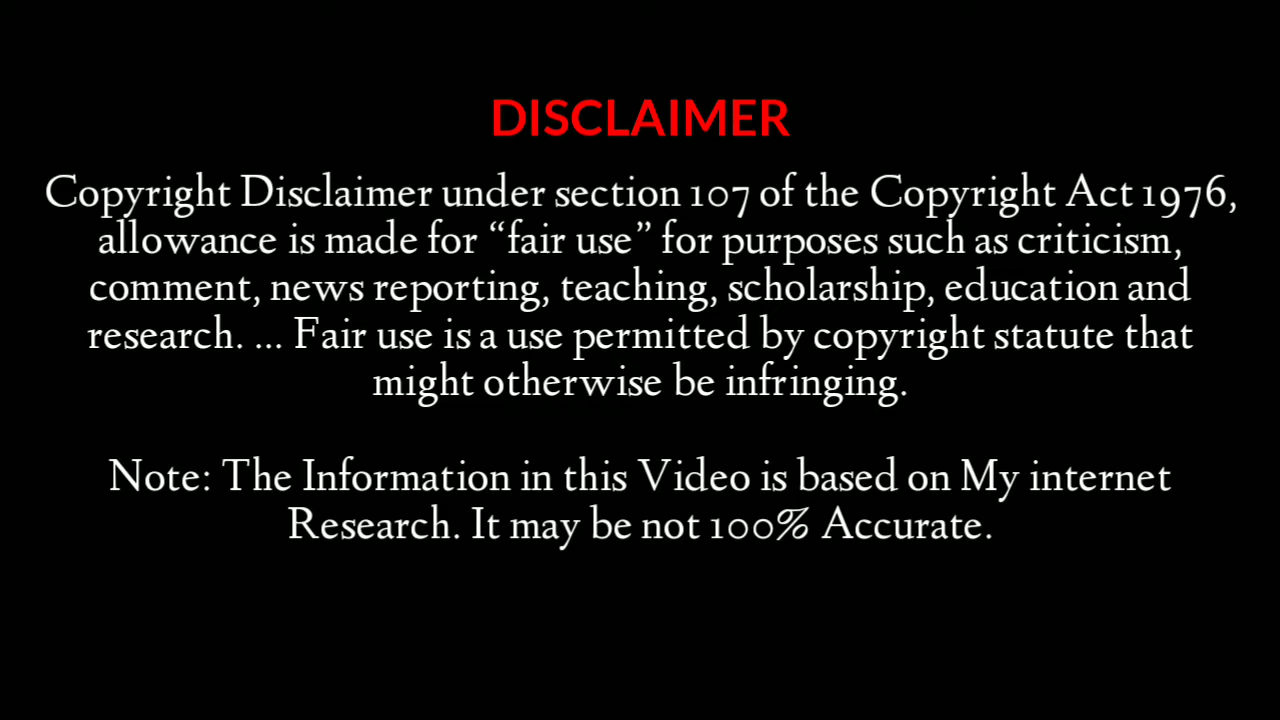 DISCLAIMER
Copyright Disclaimer under section 107 of the Copyright Act 1976,
allowance is made for “fair use” for purposes such as criticism,
comment, news reporting, teaching, scholarship, education and
research. ... Fair use is a use permitted by copyright statute that
might otherwise be infringing.
Note: The Information in this Video is based on My internet
Research. It may be not 100% Accurate.